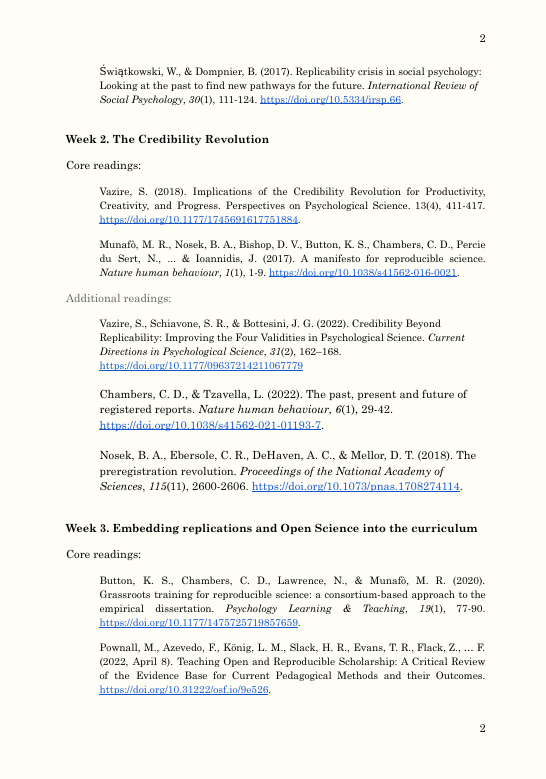 2
Świątkowski, W., & Dompnier, B. (2017). Replicability crisis in social psychology:
Looking at the past to find new pathways for the future. International Review of
Social Psychology, 30(1), 111-124. https://doi.org/10.5334/irsp.66.
Week 2. The Credibility Revolution
Core readings:
Vazire, S. (2018). Implications of the Credibility Revolution for Productivity,
Creativity, and Progress. Perspectives on Psychological Science. 13(4), 411-417.
https://doi.org/10.1177/1745691617751884.
Munafò, M. R., Nosek, B. A., Bishop, D. V., Button, K. S., Chambers, C. D., Percie
du Sert, N., ... & Ioannidis, J. (2017). A manifesto for reproducible science.
Nature human behaviour, 1(1), 1-9. https://doi.org/10.1038/s41562-016-0021.
Additional readings:
Vazire, S., Schiavone, S. R., & Bottesini, J. G. (2022). Credibility Beyond
Replicability: Improving the Four Validities in Psychological Science. Current
Directions in Psychological Science, 31(2), 162–168.
https://doi.org/10.1177/09637214211067779
Chambers, C. D., & Tzavella, L. (2022). The past, present and future of
registered reports. Nature human behaviour, 6(1), 29-42.
https://doi.org/10.1038/s41562-021-01193-7.
Nosek, B. A., Ebersole, C. R., DeHaven, A. C., & Mellor, D. T. (2018). The
preregistration revolution. Proceedings of the National Academy of
Sciences, 115(11), 2600-2606. https://doi.org/10.1073/pnas.1708274114.
Week 3. Embedding replications and Open Science into the curriculum
Core readings:
Button, K. S., Chambers, C. D., Lawrence, N., & Munafò, M. R. (2020).
Grassroots training for reproducible science: a consortium-based approach to the
empirical dissertation. Psychology Learning & Teaching, 19(1), 77-90.
https://doi.org/10.1177/1475725719857659.
Pownall, M., Azevedo, F., König, L. M., Slack, H. R., Evans, T. R., Flack, Z., … F.
(2022, April 8). Teaching Open and Reproducible Scholarship: A Critical Review
of the Evidence Base for Current Pedagogical Methods and their Outcomes.
https://doi.org/10.31222/osf.io/9e526.
2